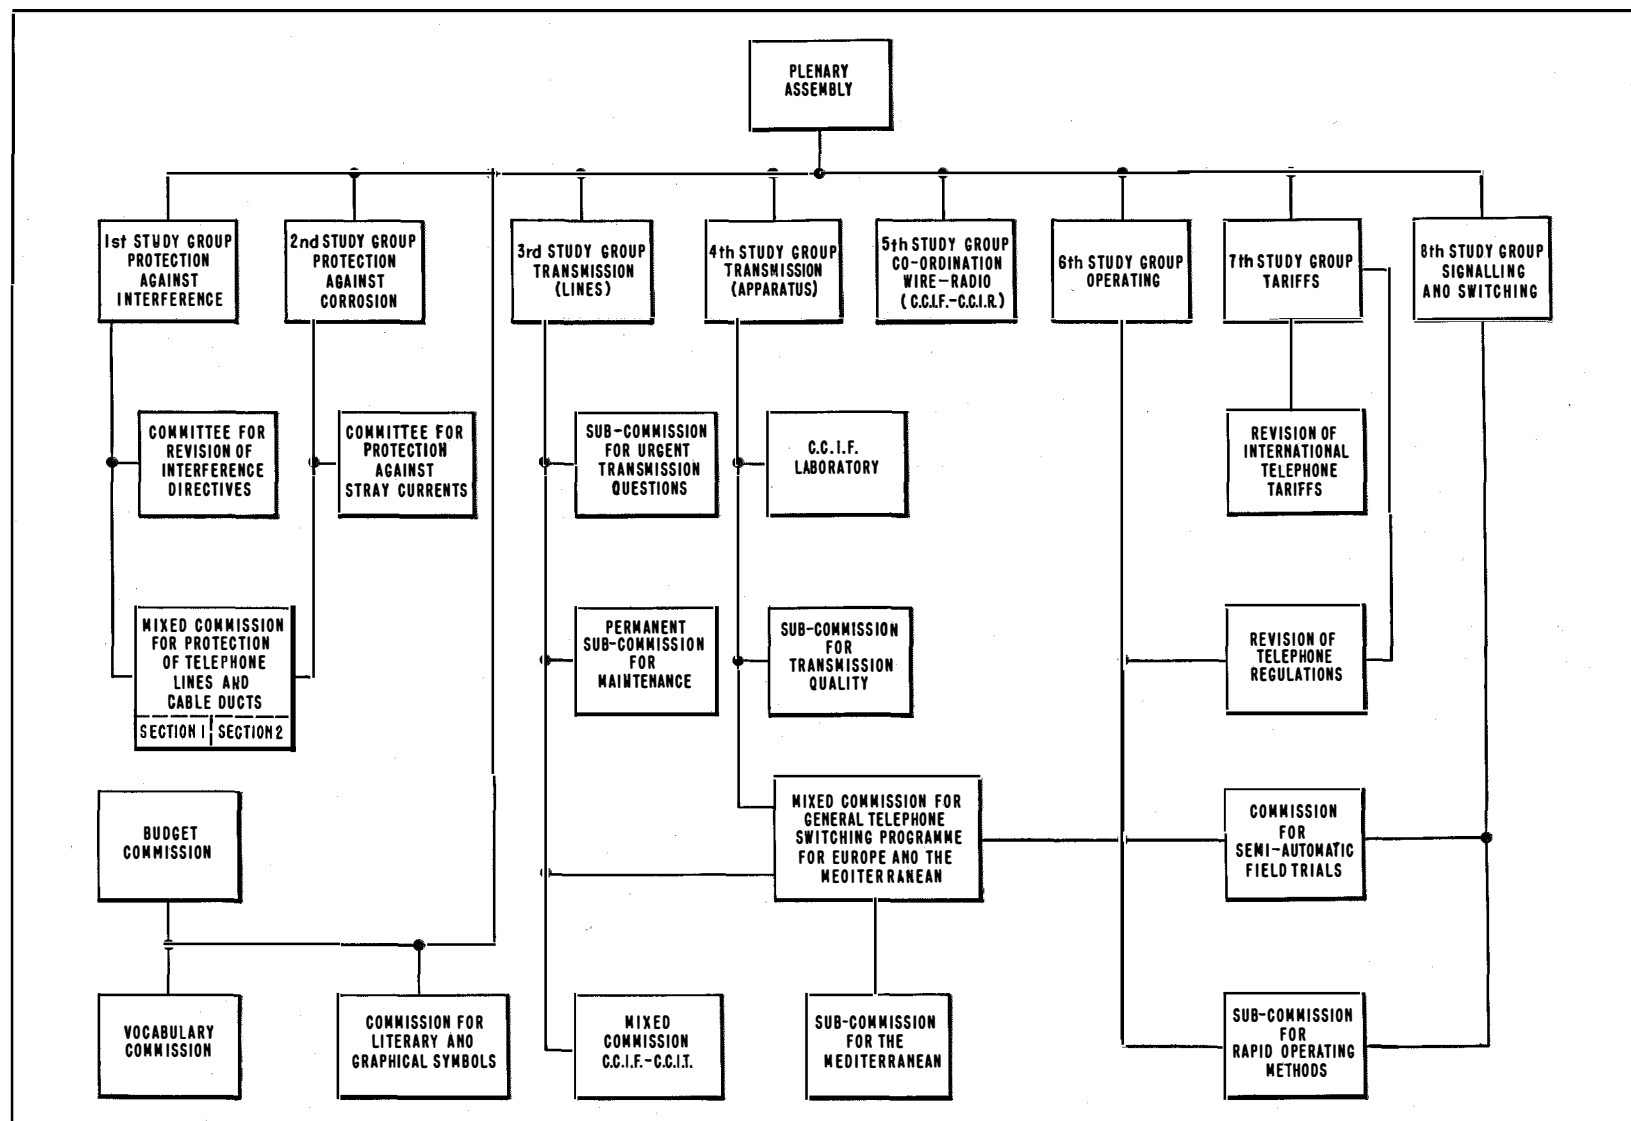 PLENARY
ASSEMBLY
1st STUDY GROUP
PROTECTION
AGAINST
INTERFERENCE
2nd STUDY GROUP
PROTECTION
AGAINST
CORROSION
3rd STUDY GROUP
TRANSMISSION
(LINES)
4th STUDY GROUP
TRANSMISSION
(APPARATUS)
5th STUDY GROUP
CO-ORDINATION
WIRE-RADIO
(C.C.I.F.-C.C.I.R.)
6th STUDY GROUP
OPERATING
7th STUDY GROUP
TARIFFS
8th STUDY GROUP
SIGNALLING
AND SWITCHING
COMMITTEE FOR
REVISION OF
INTERFERENCE
DIRECTIVES
COMMITTEE FOR
PROTECTION
AGAINST
STRAY CURRENTS
SUB-COMMISSION
FOR URGENT
TRANSMISSION
QUESTIONS
C.C.I.F.
LABORATORY
REVISION OF
INTERNATIONAL
TELEPHONE
TARIFFS
MIXED COMMISSION
FOR PROTECTION
OF TELEPHONE
LINES AND
CABLE DUCTS
SECTION 1 SECTION 2
PERMANENT
SUB-COMMISSION
FOR
MAINTENANCE
SUB-COMMISSION
FOR
TRANSMISSION
QUALITY
REVISION OF
TELEPHONE
REGULATIONS
BUDGET
COMMISSION
MIXED COMMISSION FOR
GENERAL TELEPHONE
SWITCHING PROGRAMME
FOR EUROPE AND THE
MEDITERRANEAN
COMMISSION
FOR
SEMI-AUTOMATIC
FIELD TRIALS
VOCABULARY
COMMISSION
COMMISSION FOR
LITERARY AND
GRAPHICAL SYMBOLS
MIXED
COMMISSION
C.C.I.F.-C.C.I.T.
SUB-COMMISSION
FOR THE
MEDITERRANEAN
SUB-COMMISSION
FOR
RAPID OPERATING
METHODS